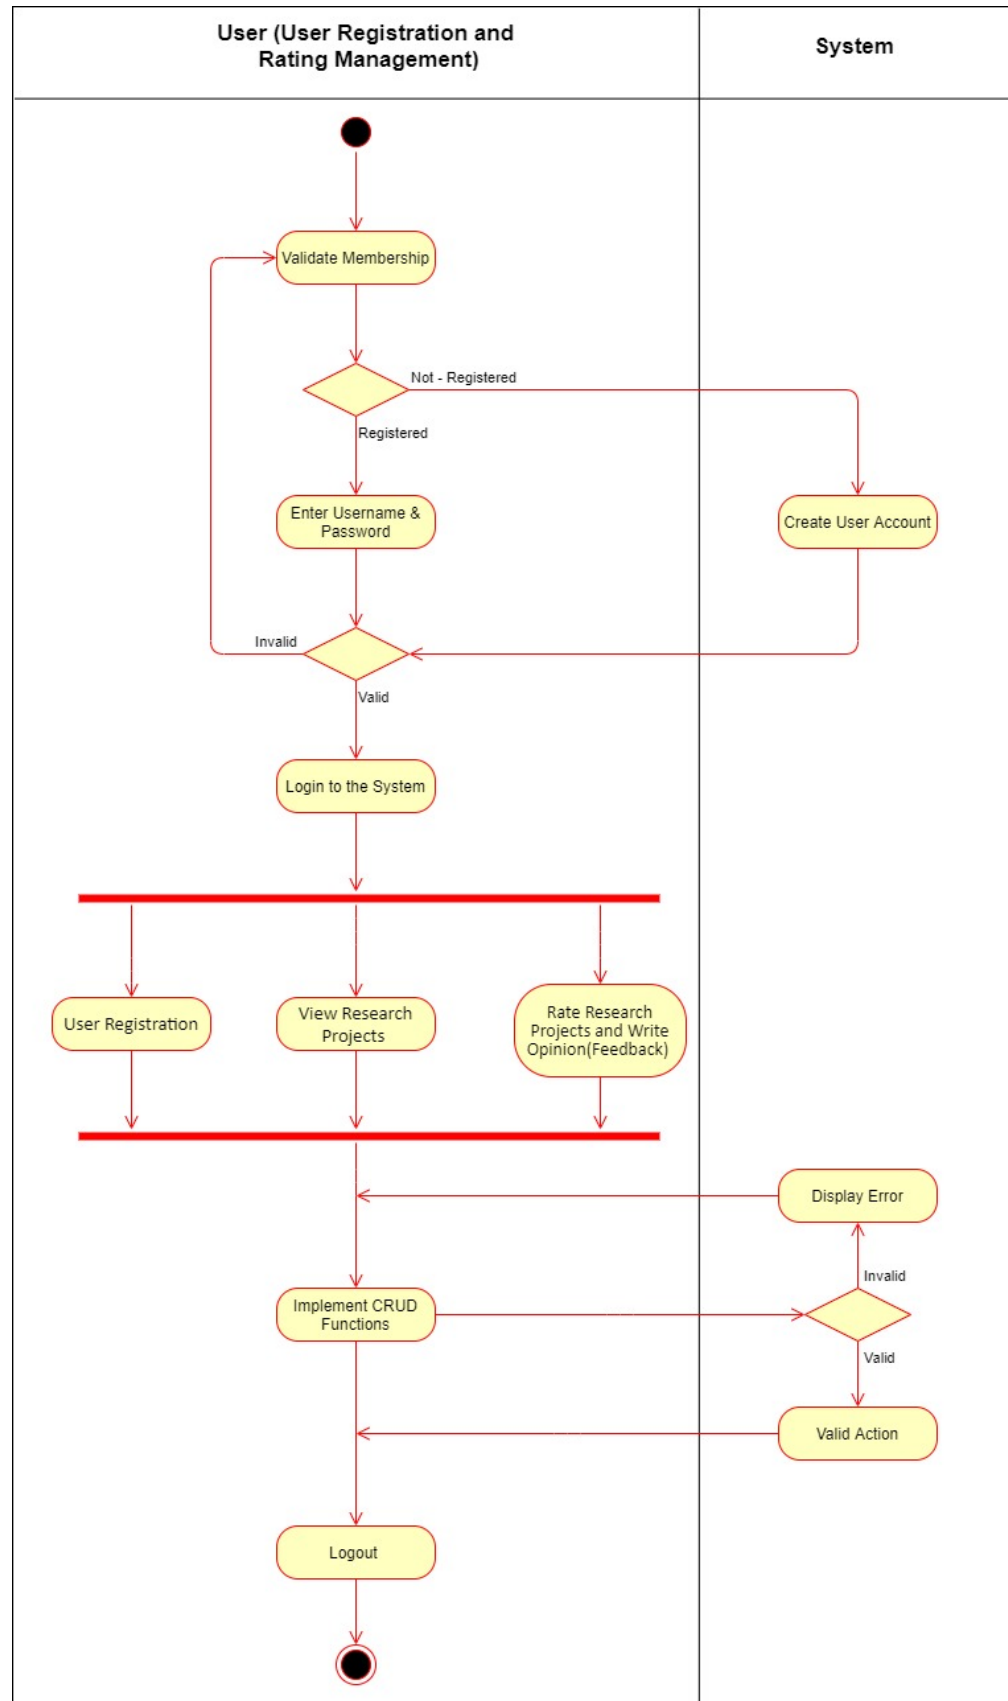 User (User Registration and
Rating Management)
System
Validate Membership
Not - Registered
Registered
Enter Username &
Password
Create User Account
Invalid
Valid
Login to the System
User Registration
View Research
Projects
Rate Research
Projects and Write
Opinion(Feedback)
Display Error
Invalid
Implement CRUD
Functions
Valid
Valid Action
Logout